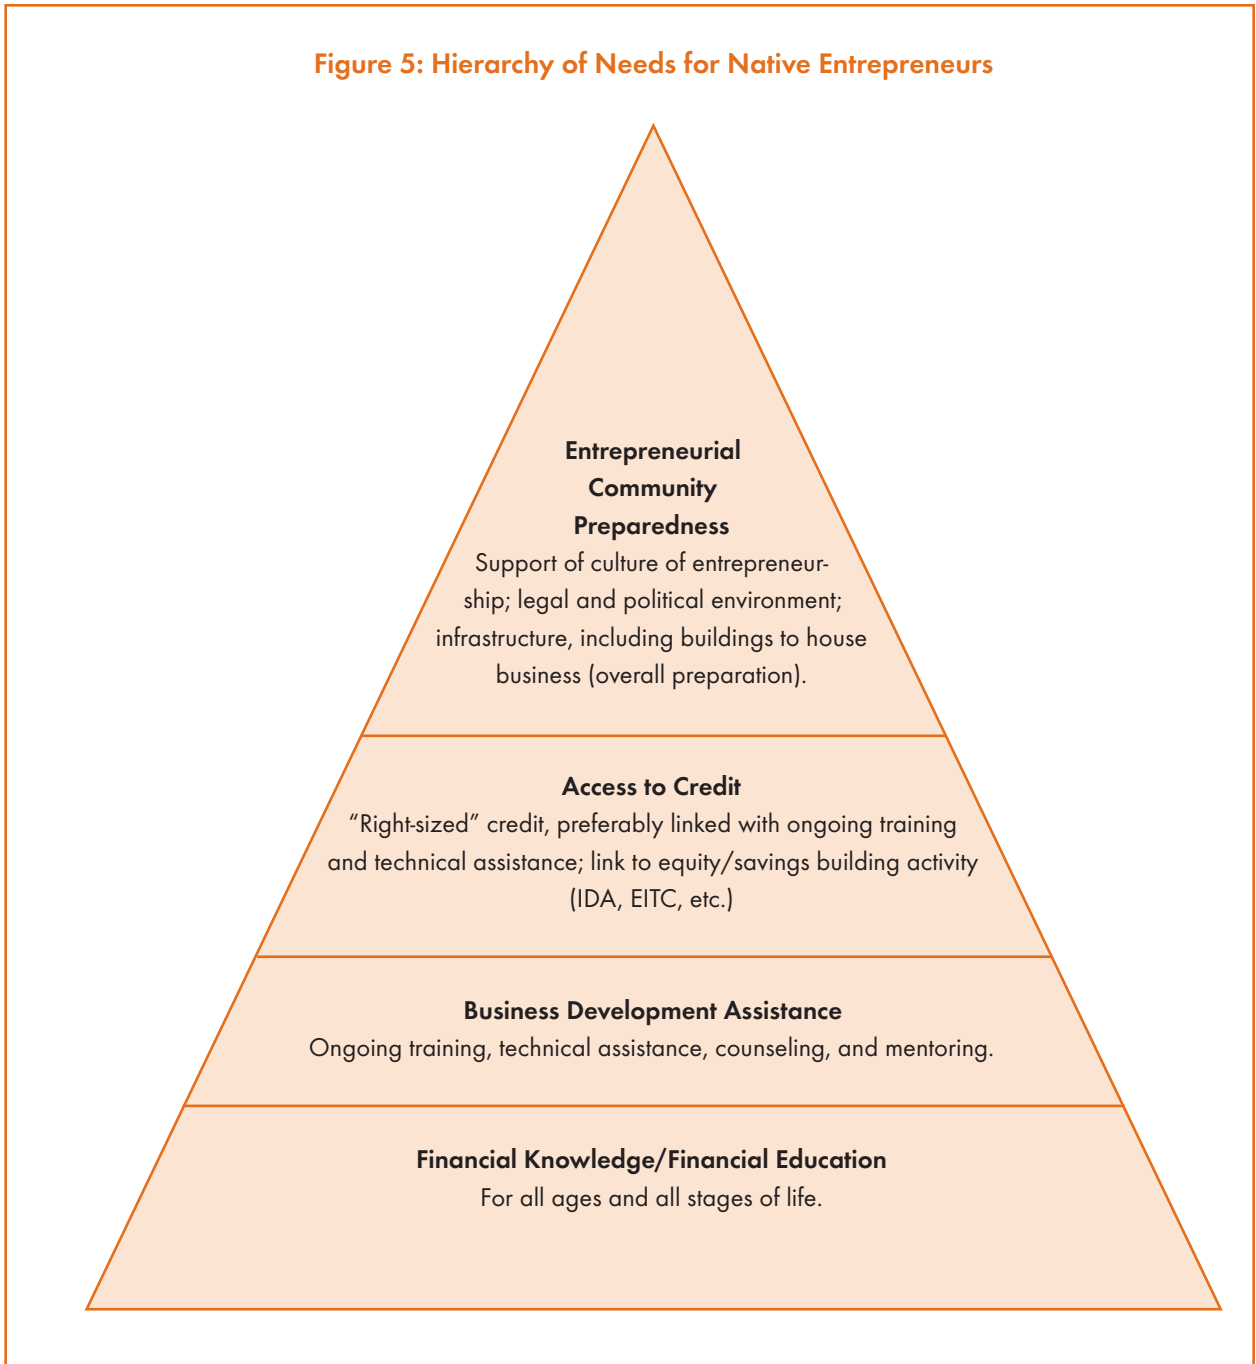 Figure 5: Hierarchy of Needs for Native Entrepreneurs
Entrepreneurial
Community
Preparedness
Support of culture of entrepreneur-
ship; legal and political environment;
infrastructure, including buildings to house
business (overall preparation).
Access to Credit
“Right-sized” credit, preferably linked with ongoing training
and technical assistance; link to equity/savings building activity
(IDA, EITC, etc.)
Business Development Assistance
Ongoing training, technical assistance, counseling, and mentoring.
Financial Knowledge/Financial Education
For all ages and all stages of life.